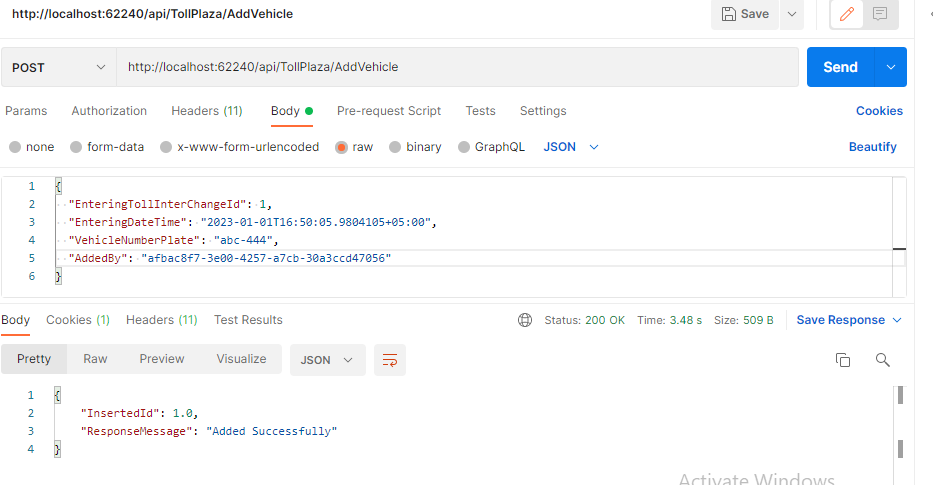 http://localhost:62240/api/TollPlaza/AddVehicle Save
POST http://localhost:62240/api/TollPlaza/AddVehicle Send
Params Authorization Headers (11) Body Pre-request Script Tests Settings Cookies
none form-data x-www-form-urlencoded raw binary GraphQL JSON Beautify
1 {
2 "EnteringTollInterChangeId": 1,
3 "EnteringDateTime": "2023-01-01T16:50:05.9804105+05:00",
4 "VehicleNumberPlate": "abc-444",
5 "AddedBy": "afbac8f7-3e00-4257-a7cb-30a3ccd47056"
6 }
Body Cookies (1) Headers (11) Test Results Status: 200 OK Time: 3.48 s Size: 509 B Save Response
Pretty Raw Preview Visualize JSON
1 {
2 "InsertedId": 1.0,
3 "ResponseMessage": "Added Successfully"
4 }
Activate Windows